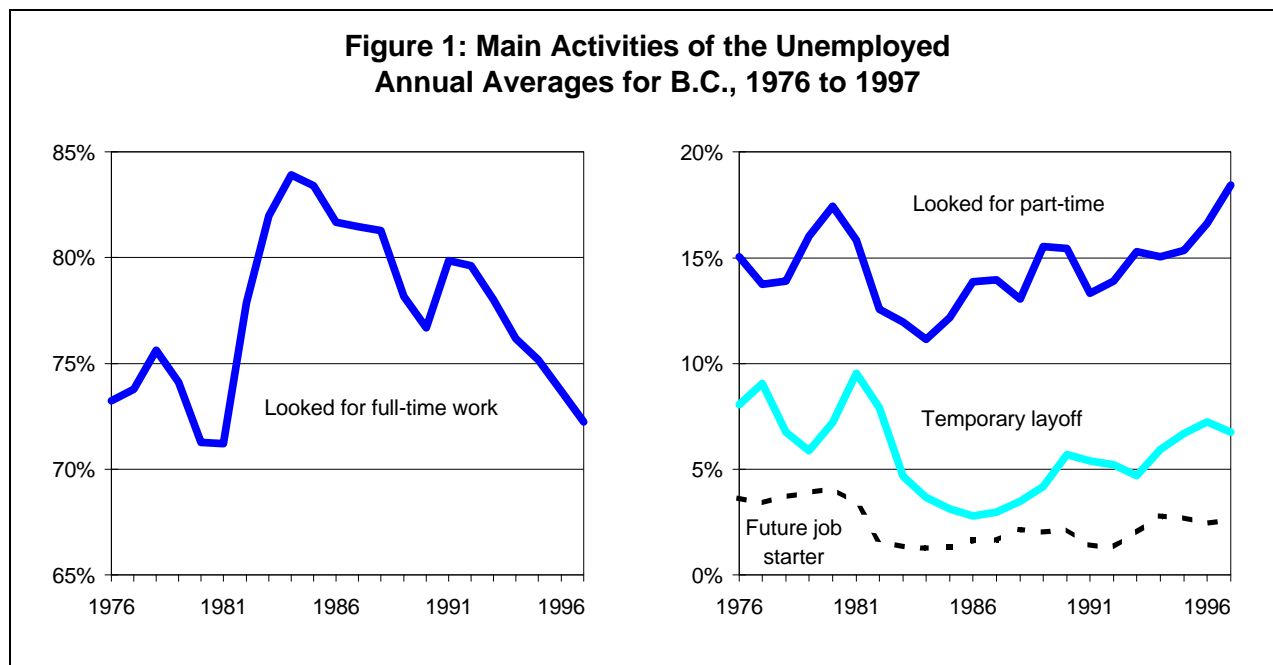 Figure 1: Main Activities of the Unemployed
Annual Averages for B.C., 1976 to 1997
85%
80%
75%
70%
65%
Looked for full-time work
1976 1981 1986 1991 1996
20%
15%
10%
5%
0%
Looked for part-time
Temporary layoff
Future job
starter
1976 1981 1986 1991 1996